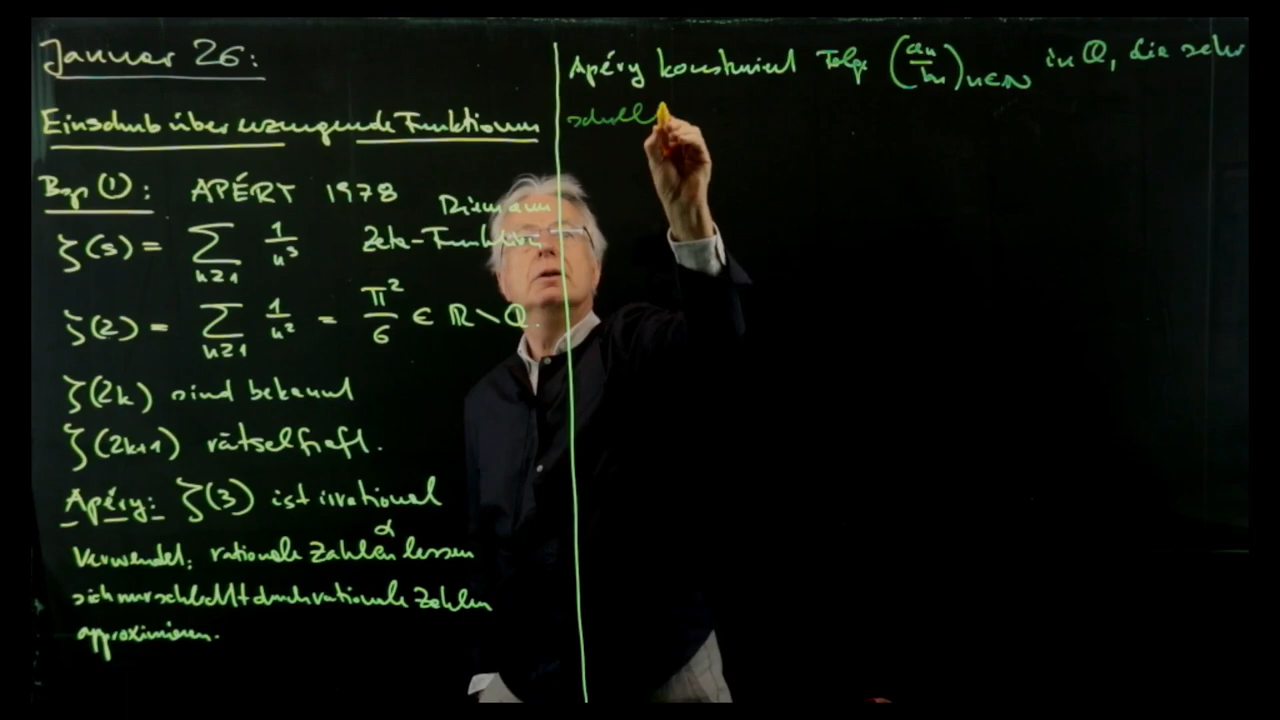 Januar 26:
Einschub über erzeugende Funktionen
Bsp (1): APÉRY 1978
Riemann
ζ(s) = ∑_{n≥1} 1/n^s Zeta-Funktion
ζ(2) = ∑_{n≥1} 1/n² = π²/6 ∈ ℝ∖ℚ.
ζ(2k) sind bekannt
ζ(2k+1) rätselhaft.
Apéry: ζ(3) ist irrational
α
Verwendet: rationale Zahlen lassen
sich nur schlecht durch rationale Zahlen
approximieren.
Apéry konstruiert Folge (a_n/b_n)_{n∈ℕ} in ℚ, die sehr
schnell